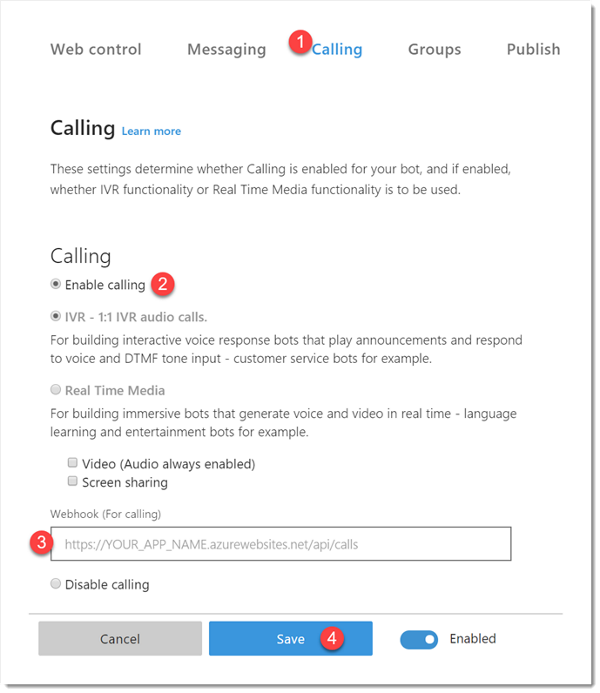 Web control Messaging 1 Calling Groups Publish
Calling Learn more
These settings determine whether Calling is enabled for your bot, and if enabled,
whether IVR functionality or Real Time Media functionality is to be used.
Calling
Enable calling 2
IVR - 1:1 IVR audio calls.
For building interactive voice response bots that play announcements and respond
to voice and DTMF tone input - customer service bots for example.
Real Time Media
For building immersive bots that generate voice and video in real time - language
learning and entertainment bots for example.
Video (Audio always enabled)
Screen sharing
Webhook (For calling)
3 https://YOUR_APP_NAME.azurewebsites.net/api/calls
Disable calling
Cancel Save 4 Enabled